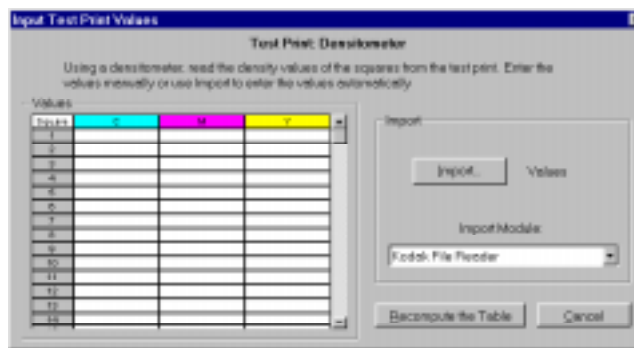 Input Test Print Values
Test Print: Densitometer
Using a densitometer, read the density values of the squares from the test print. Enter the
values manually or use Import to enter the values automatically.
Values
Squares C M Y
1
2
3
4
5
6
7
8
9
10
11
12
13
14
Import
Import... Values
Import Module:
Kodak File Reader
Recompute the Table Cancel